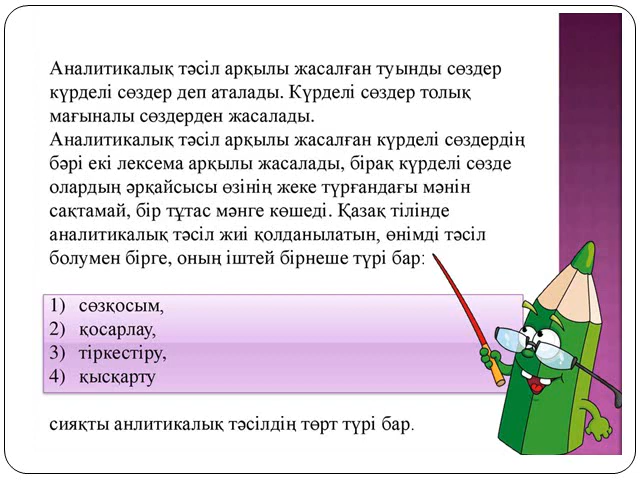 Аналитикалық тәсіл арқылы жасалған туынды сөздер
күрделі сөздер деп аталады. Күрделі сөздер толық
мағыналы сөздерден жасалады.
Аналитикалық тәсіл арқылы жасалған күрделі сөздердің
бәрі екі лексема арқылы жасалады, бірақ күрделі сөзде
олардың әрқайсысы өзінің жеке түрғандағы мәнін
сақтамай, бір тұтас мәнге көшеді. Қазақ тілінде
аналитикалық тәсіл жиі қолданылатын, өнімді тәсіл
болумен бірге, оның іштей бірнеше түрі бар:
1) сөзқосым,
2) қосарлау,
3) тіркестіру,
4) қысқарту
сияқты анлитикалық тәсілдің төрт түрі бар.